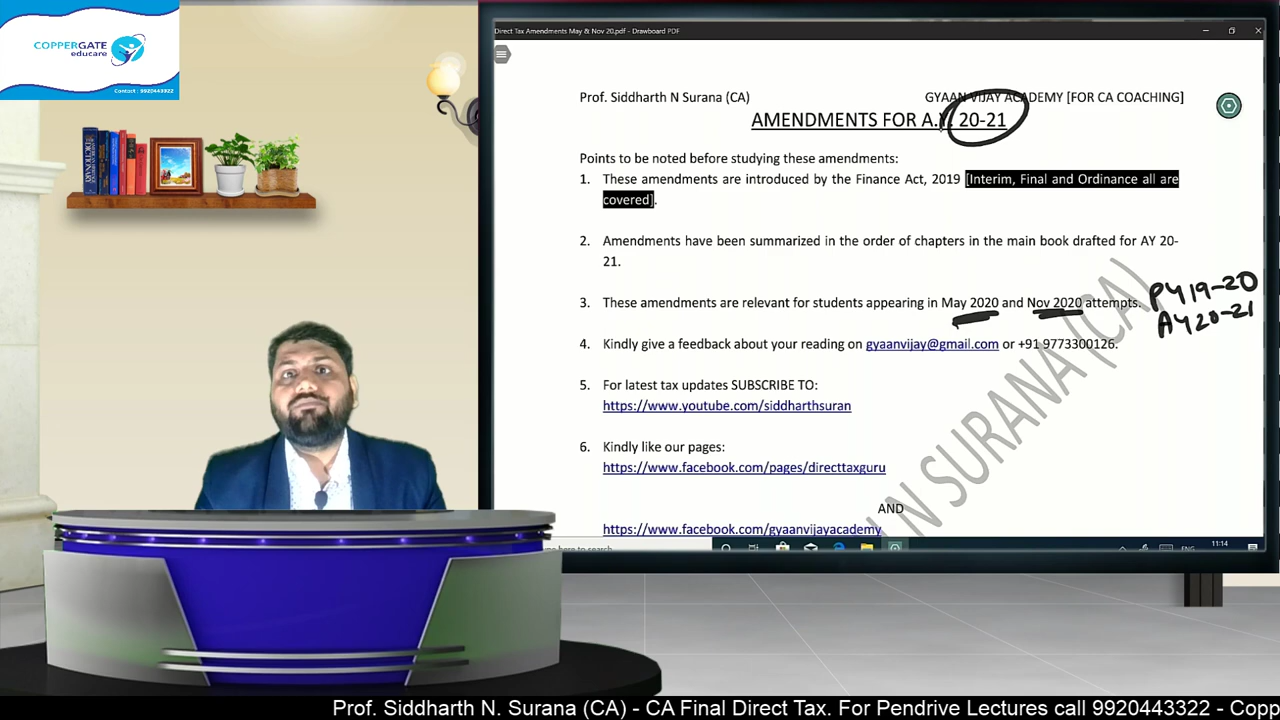 COPPERGATE
educare
Contact : 9920443322
Direct Tax Amendments May & Nov 20.pdf - Drawboard PDF
Prof. Siddharth N Surana (CA)
GYAAN VIJAY ACADEMY [FOR CA COACHING]
AMENDMENTS FOR A.Y. 20-21
Points to be noted before studying these amendments:
1. These amendments are introduced by the Finance Act, 2019 [Interim, Final and Ordinance all are
covered].
2. Amendments have been summarized in the order of chapters in the main book drafted for AY 20-
21.
3. These amendments are relevant for students appearing in May 2020 and Nov 2020 attempts.
PY 19-20
AY 20-21
4. Kindly give a feedback about your reading on gyaanvijay@gmail.com or +91 9773300126.
5. For latest tax updates SUBSCRIBE TO:
https://www.youtube.com/siddharthsuran
6. Kindly like our pages:
https://www.facebook.com/pages/directtaxguru
AND
https://www.facebook.com/gyaanvijayacademy
N SURANA (CA)
here to search
ENG
11:14
DICTIONARY
Prof. Siddharth N. Surana (CA) - CA Final Direct Tax. For Pendrive Lectures call 9920443322 - Copp